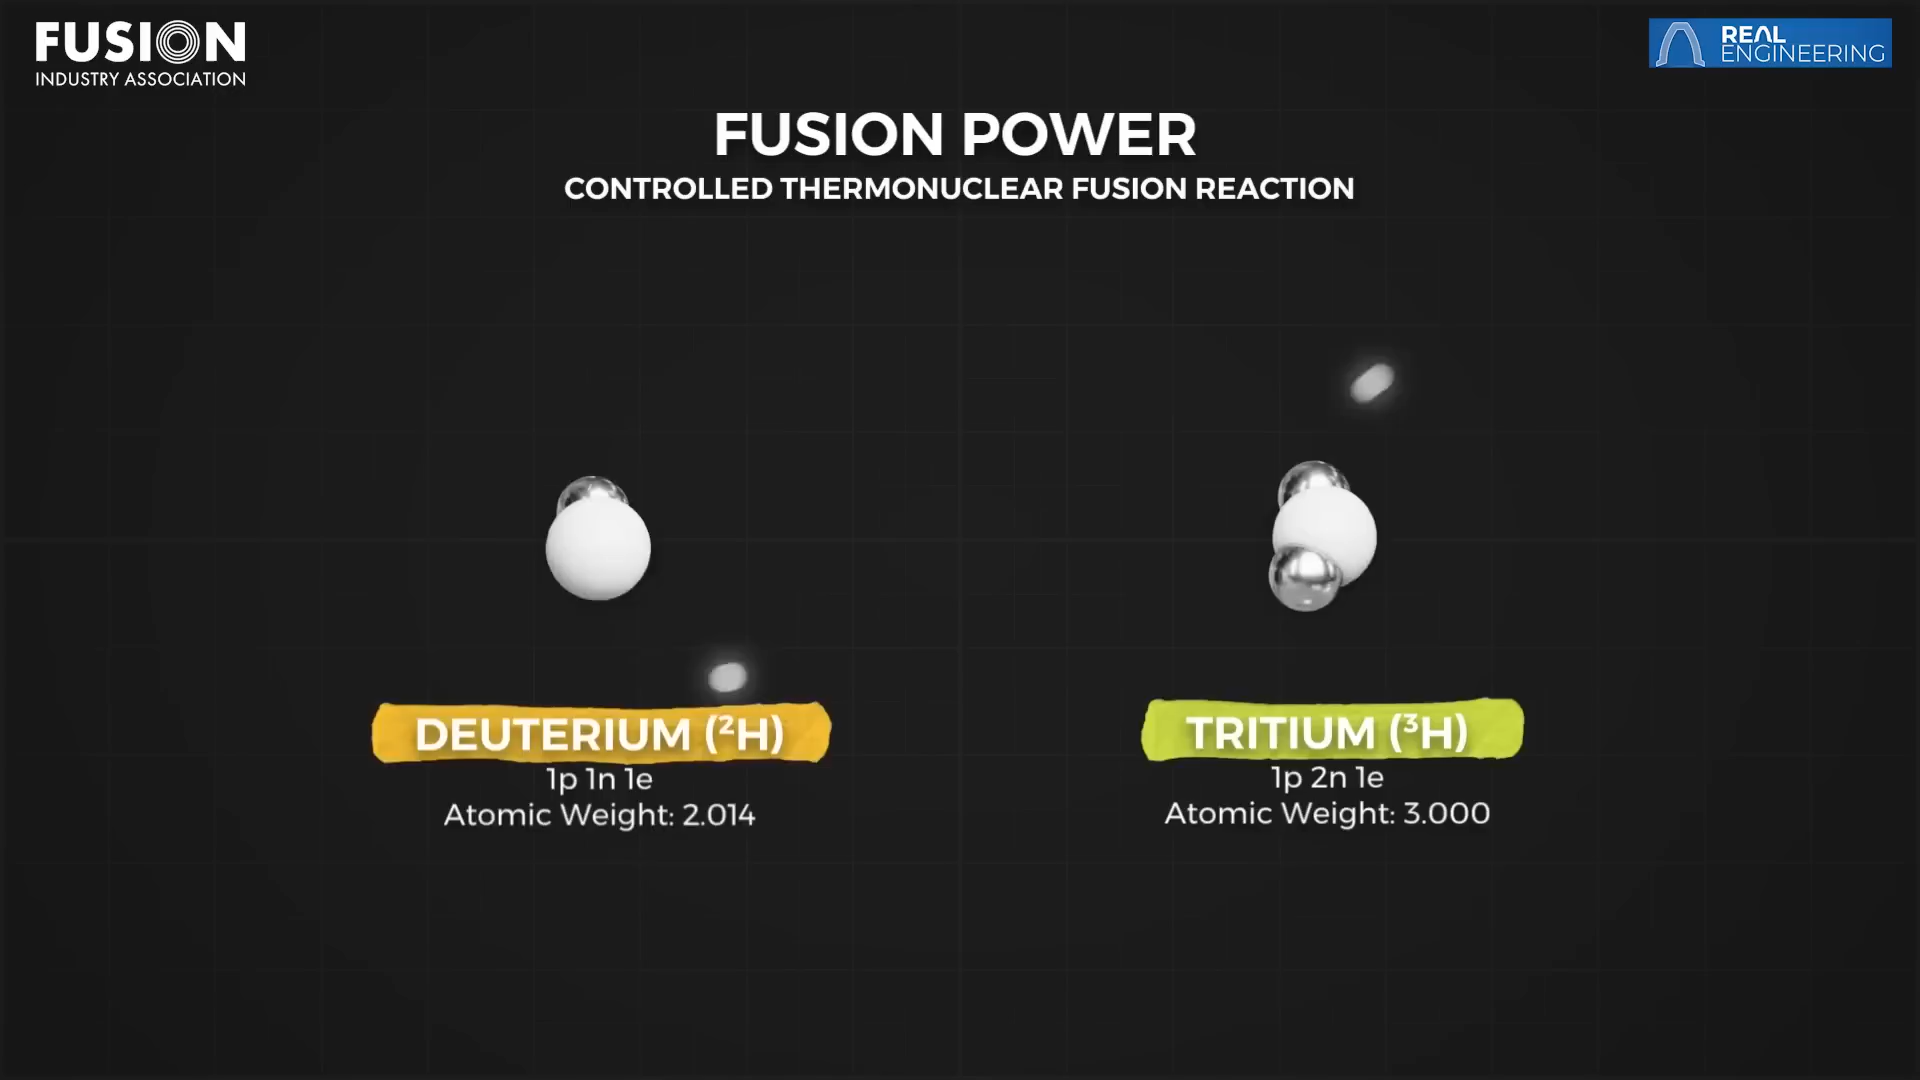 FUSION
INDUSTRY ASSOCIATION
REAL
ENGINEERING
FUSION POWER
CONTROLLED THERMONUCLEAR FUSION REACTION
DEUTERIUM (²H)
1p 1n 1e
Atomic Weight: 2.014
TRITIUM (³H)
1p 2n 1e
Atomic Weight: 3.000